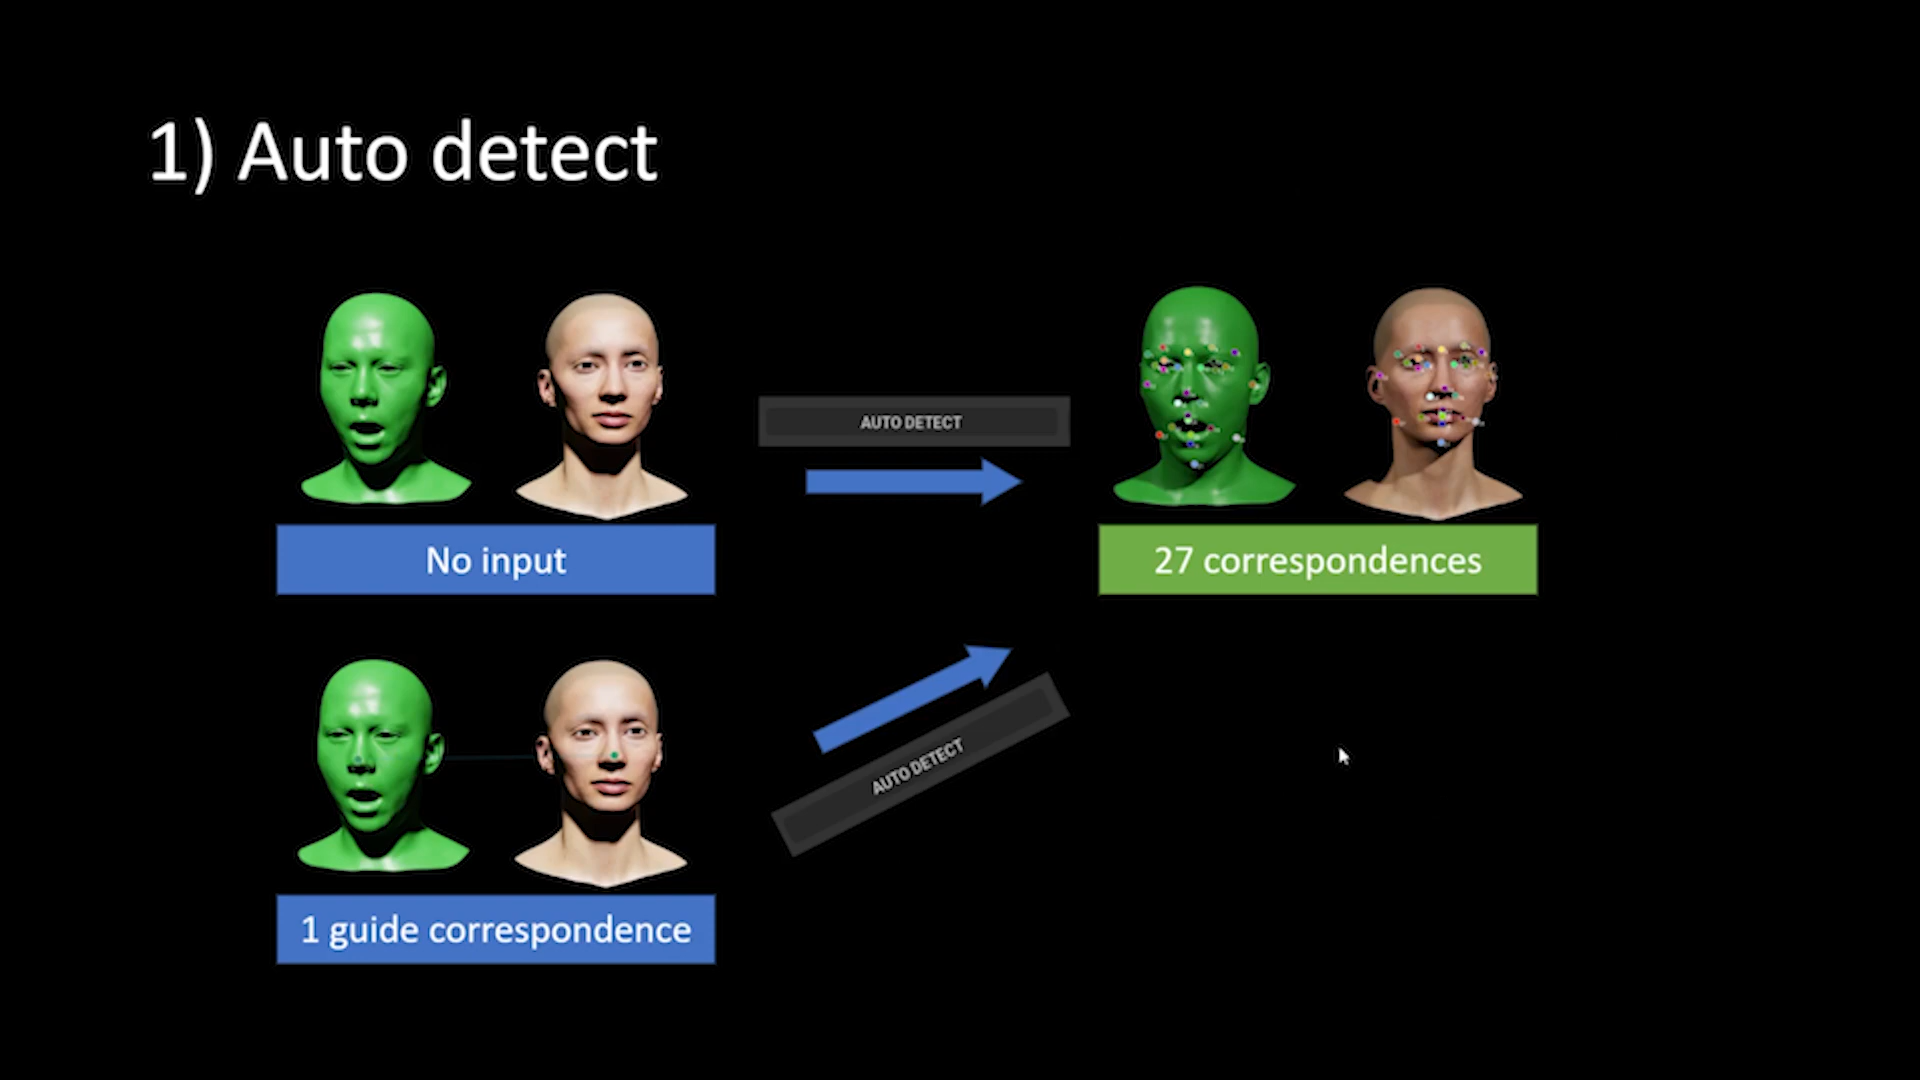 1) Auto detect
AUTO DETECT
No input
27 correspondences
AUTO DETECT
1 guide correspondence